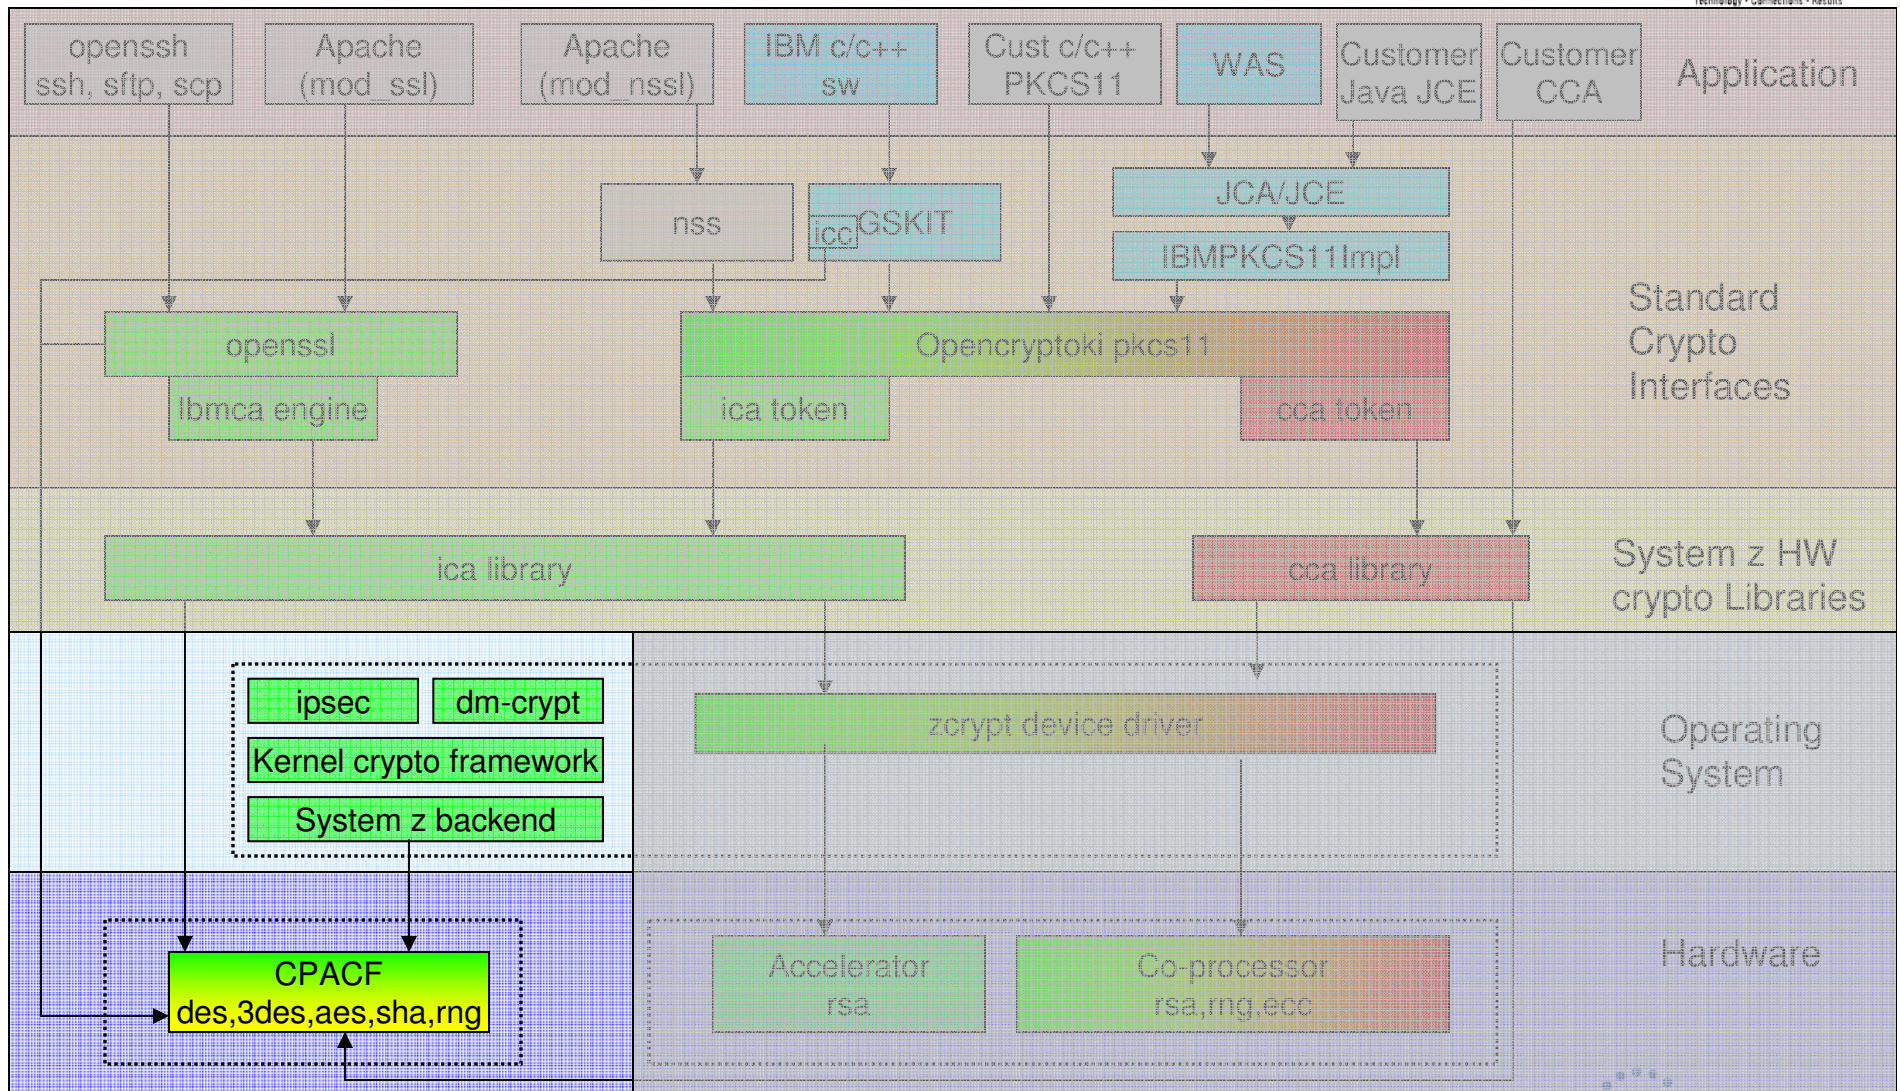 Technology · Connections · Results
openssh
ssh, sftp, scp
Apache
(mod_ssl)
Apache
(mod_nssl)
IBM c/c++
sw
Cust c/c++
PKCS11
WAS
Customer
Java JCE
Customer
CCA
Application
nss
icc
GSKIT
JCA/JCE
IBMPKCS11Impl
Standard
Crypto
Interfaces
openssl
Ibmca engine
Opencryptoki pkcs11
ica token
cca token
ica library
cca library
System z HW
crypto Libraries
ipsec
dm-crypt
Kernel crypto framework
System z backend
zcrypt device driver
Operating
System
CPACF
des,3des,aes,sha,rng
Accelerator
rsa
Co-processor
rsa,rng,ecc
Hardware